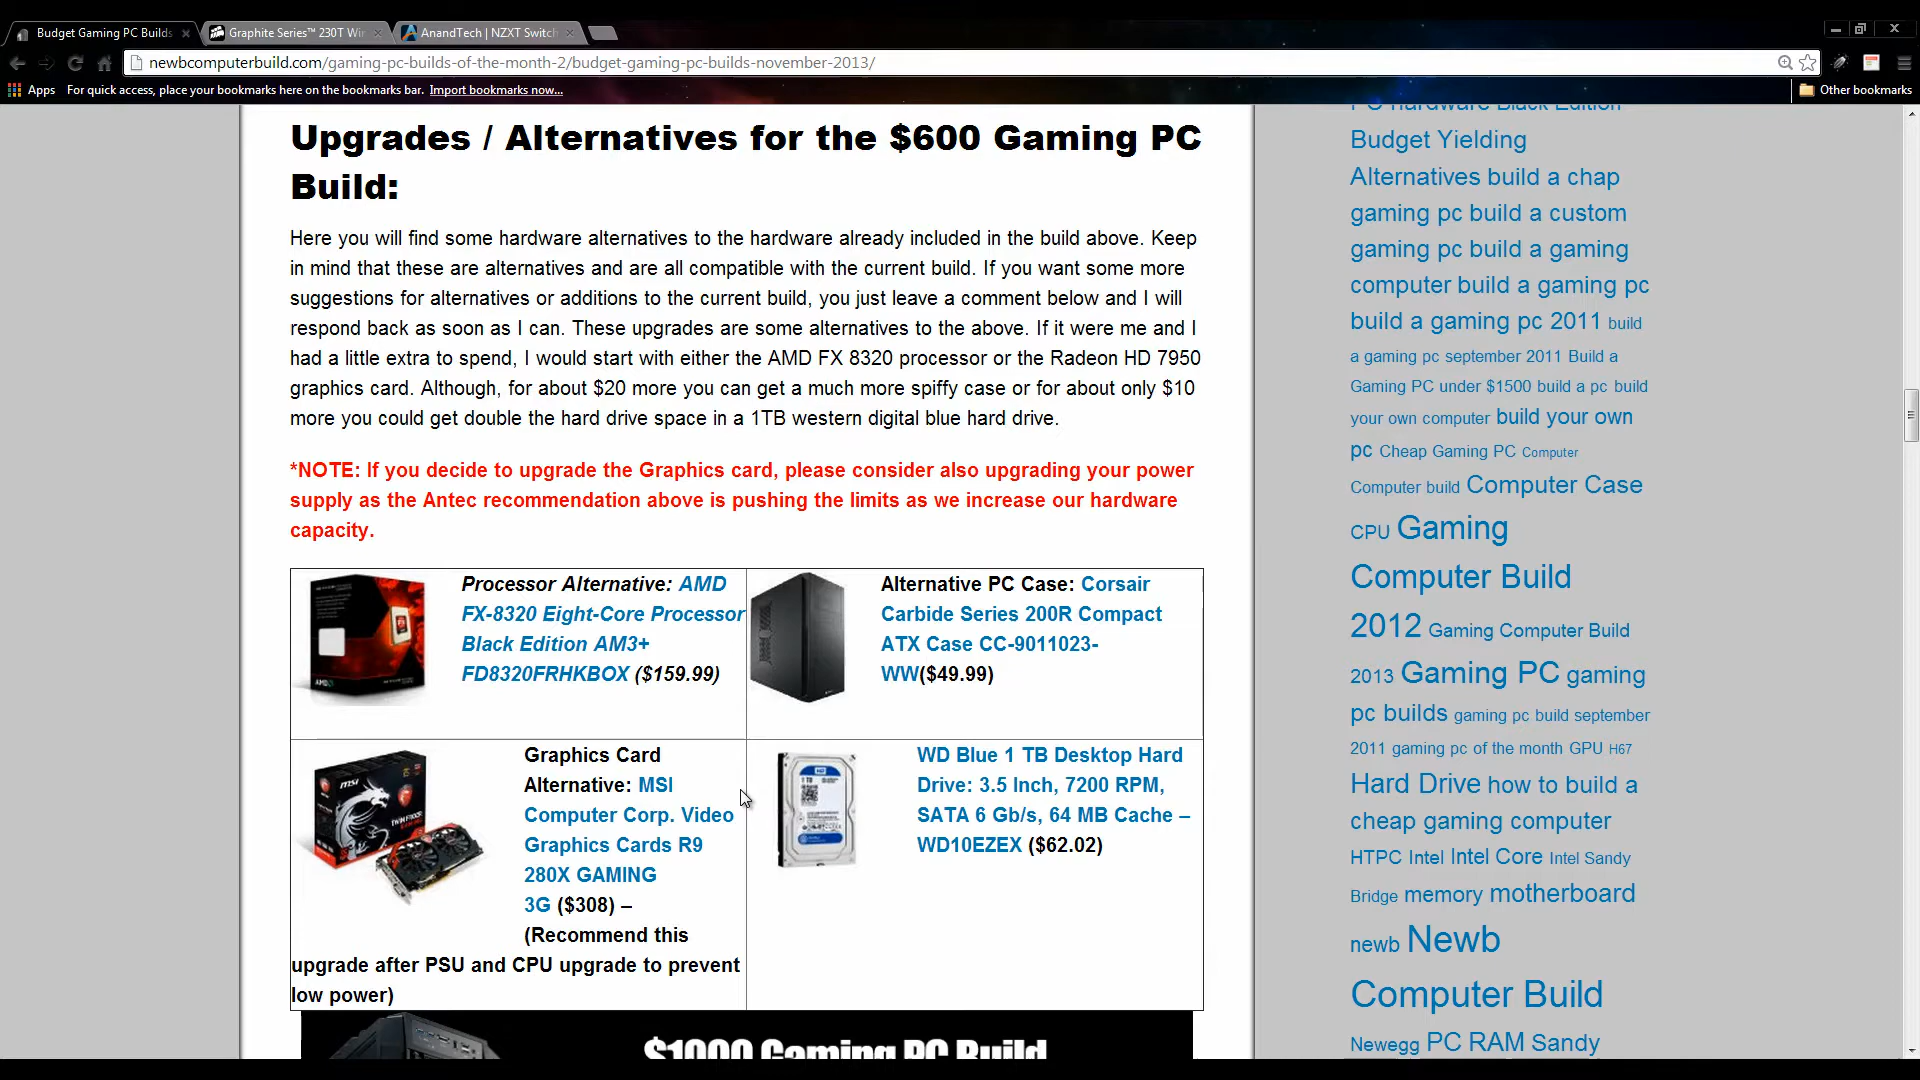 Budget Gaming PC Builds
Graphite Series™ 230T Win
AnandTech | NZXT Switch
newbcomputerbuild.com/gaming-pc-builds-of-the-month-2/budget-gaming-pc-builds-november-2013/
Apps For quick access, place your bookmarks here on the bookmarks bar. Import bookmarks now... Other bookmarks
Upgrades / Alternatives for the $600 Gaming PC
Build:
Here you will find some hardware alternatives to the hardware already included in the build above. Keep
in mind that these are alternatives and are all compatible with the current build. If you want some more
suggestions for alternatives or additions to the current build, you just leave a comment below and I will
respond back as soon as I can. These upgrades are some alternatives to the above. If it were me and I
had a little extra to spend, I would start with either the AMD FX 8320 processor or the Radeon HD 7950
graphics card. Although, for about $20 more you can get a much more spiffy case or for about only $10
more you could get double the hard drive space in a 1TB western digital blue hard drive.
*NOTE: If you decide to upgrade the Graphics card, please consider also upgrading your power
supply as the Antec recommendation above is pushing the limits as we increase our hardware
capacity.
Processor Alternative: AMD
FX-8320 Eight-Core Processor
Black Edition AM3+
FD8320FRHKBOX ($159.99)
Alternative PC Case: Corsair
Carbide Series 200R Compact
ATX Case CC-9011023-
WW($49.99)
Graphics Card
Alternative: MSI
Computer Corp. Video
Graphics Cards R9
280X GAMING
3G ($308) –
(Recommend this
upgrade after PSU and CPU upgrade to prevent
low power)
WD Blue 1 TB Desktop Hard
Drive: 3.5 Inch, 7200 RPM,
SATA 6 Gb/s, 64 MB Cache –
WD10EZEX ($62.02)
$1000 Gaming PC Build
PC Hardware Black Edition
Budget Yielding
Alternatives build a chap
gaming pc build a custom
gaming pc build a gaming
computer build a gaming pc
build a gaming pc 2011 build
a gaming pc september 2011 Build a
Gaming PC under $1500 build a pc build
your own computer build your own
pc Cheap Gaming PC Computer
Computer build Computer Case
CPU Gaming
Computer Build
2012 Gaming Computer Build
2013 Gaming PC gaming
pc builds gaming pc build september
2011 gaming pc of the month GPU H67
Hard Drive how to build a
cheap gaming computer
HTPC Intel Intel Core Intel Sandy
Bridge memory motherboard
newb Newb
Computer Build
Newegg PC RAM Sandy